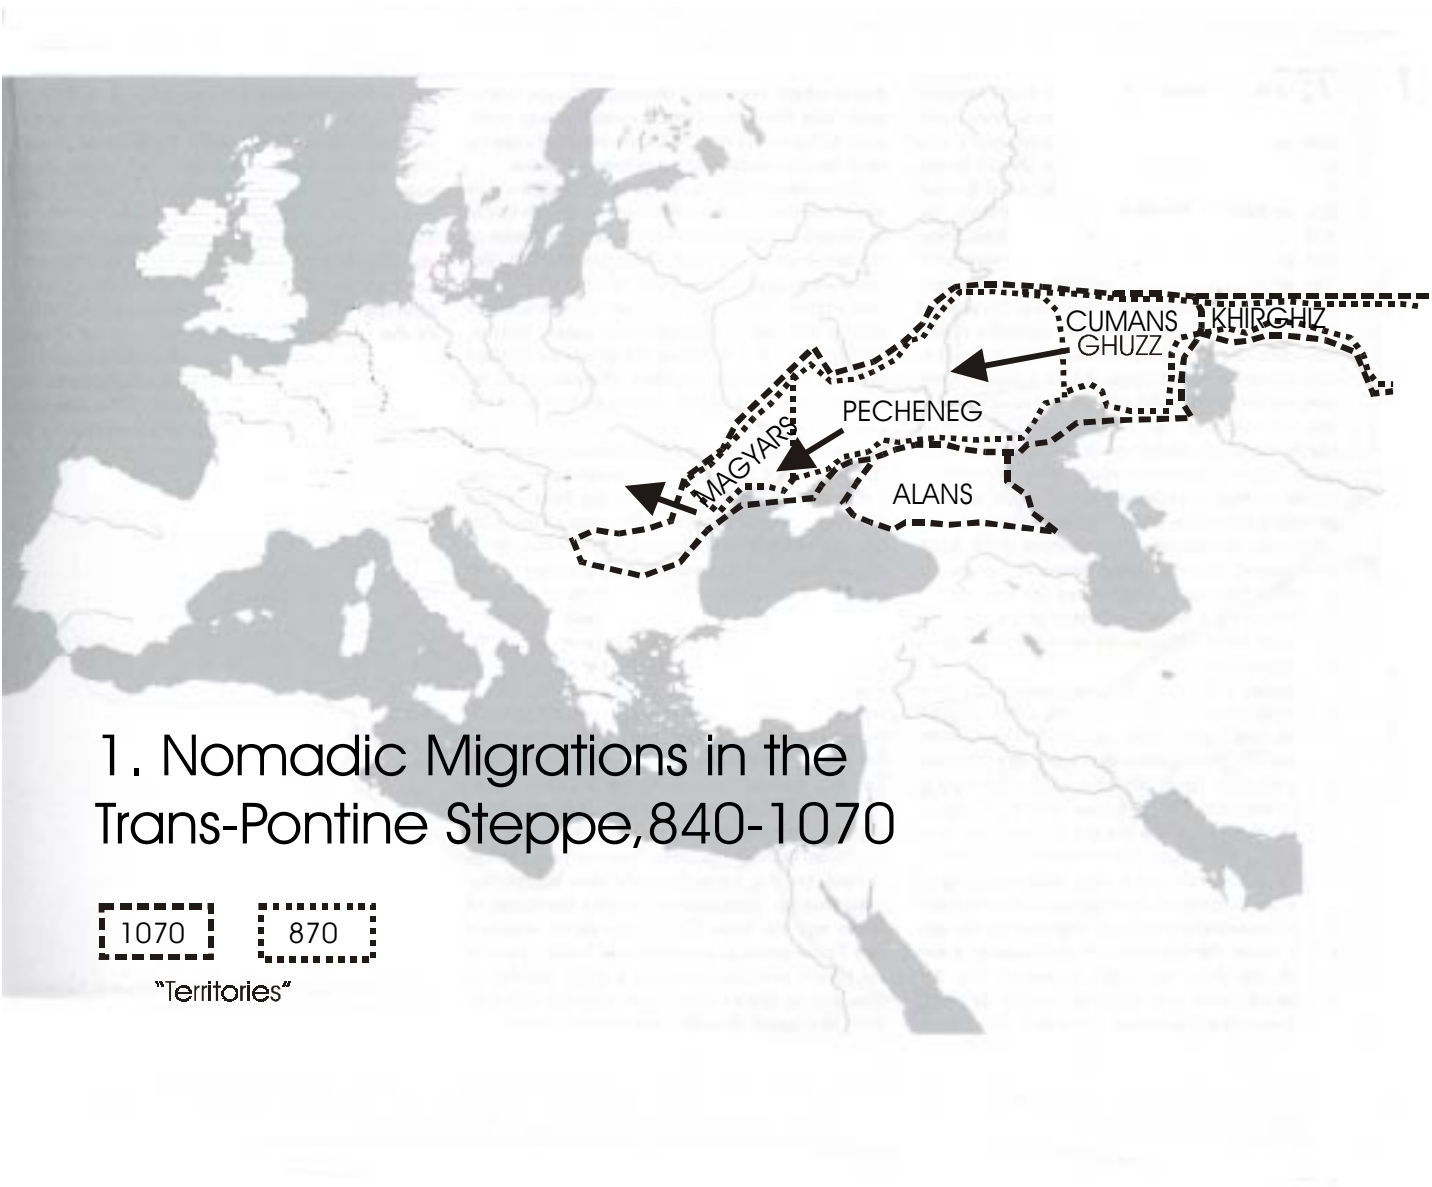 CUMANS
KHIRGHIZ
GHUZZ
PECHENEG
MAGYARS
ALANS
1. Nomadic Migrations in the
Trans-Pontine Steppe,840-1070
1070
870
"Territories"